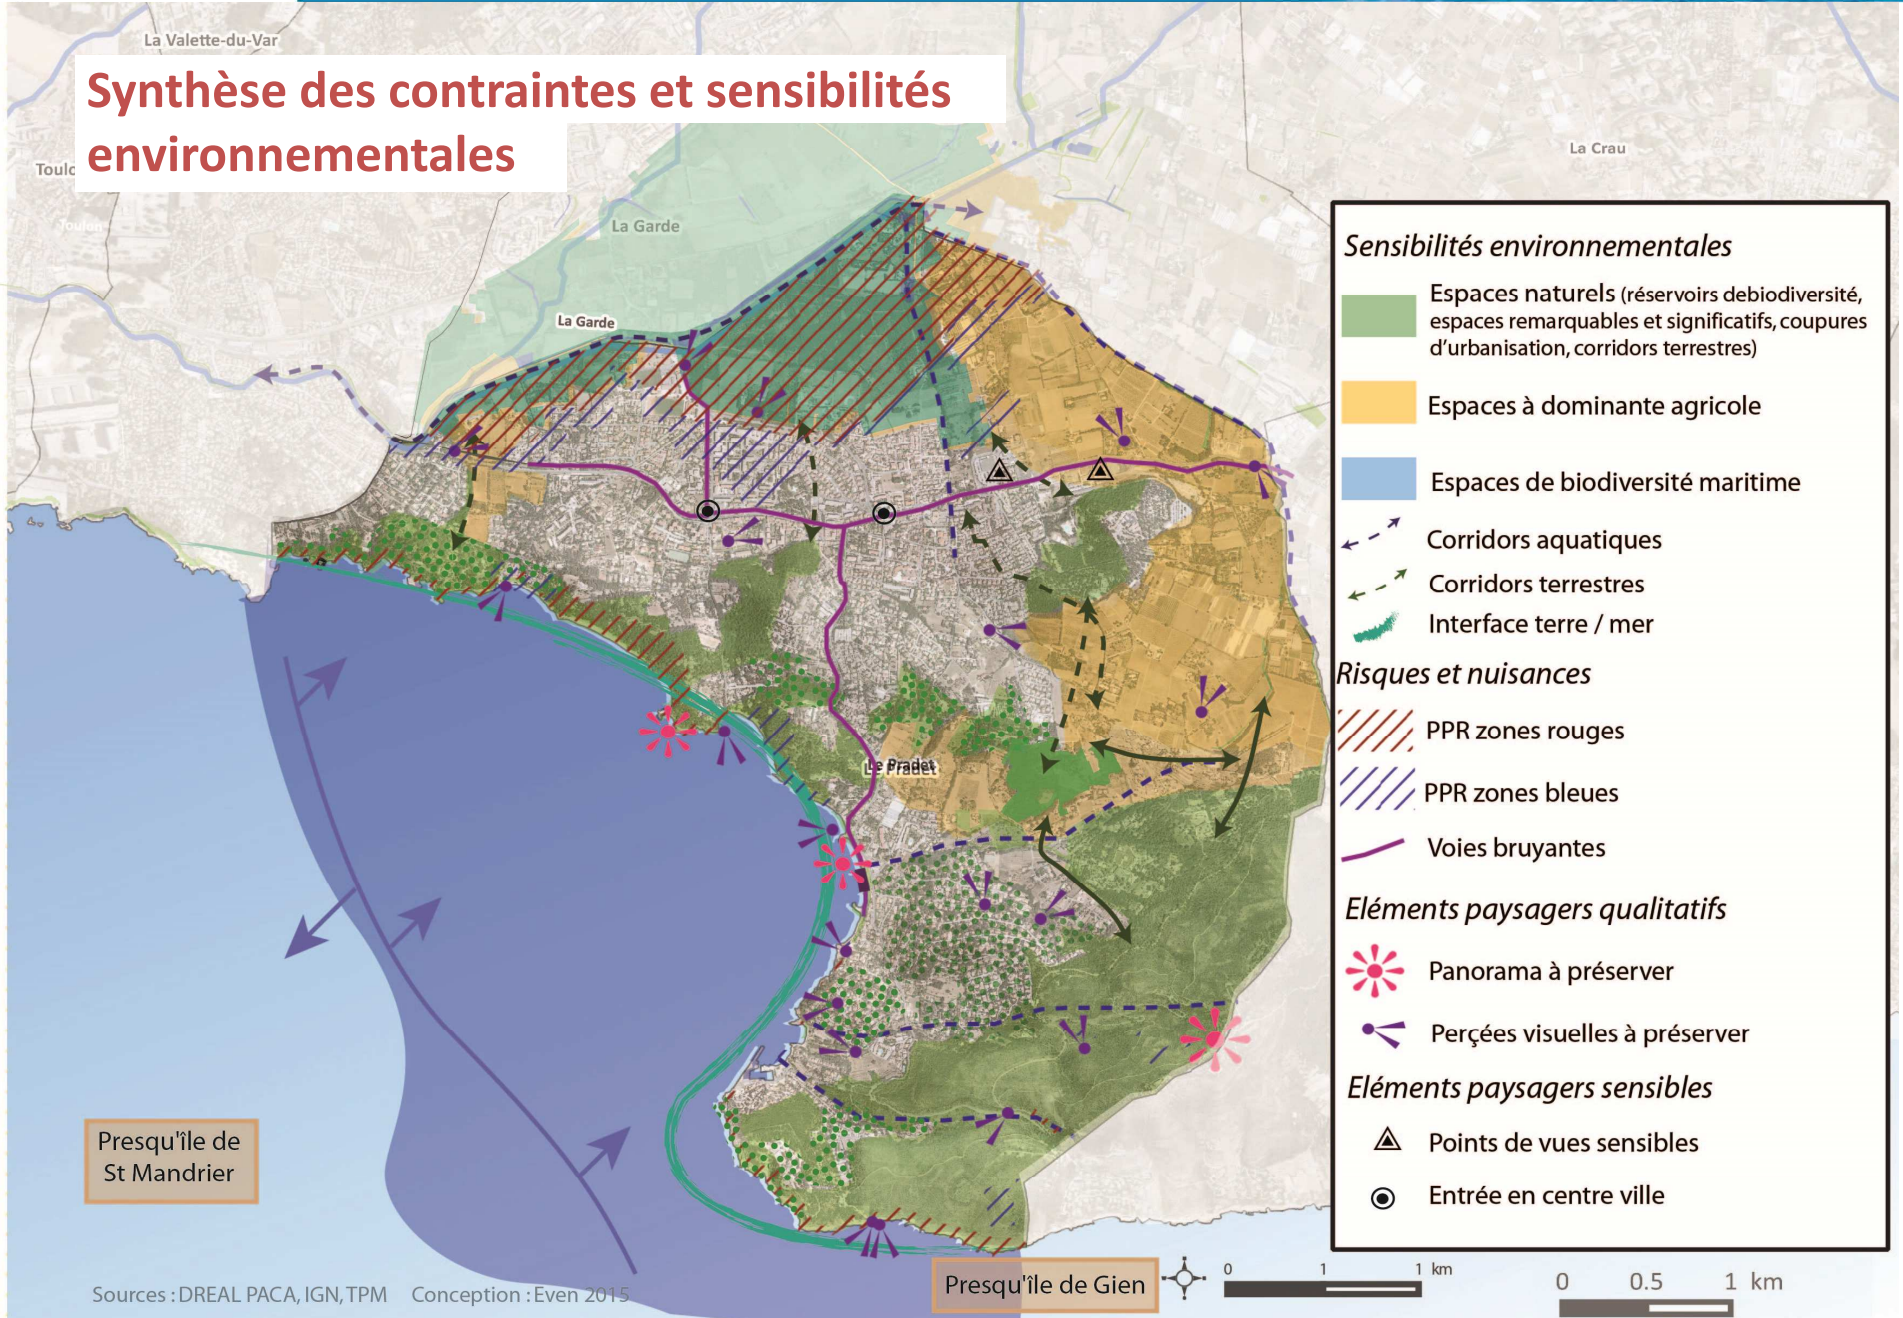 La Valette-du-Var
Synthèse des contraintes et sensibilités
environnementales
La Crau
Toulo
Toulon
La Garde
La Garde
Le Pradet
Le Pradet
Sensibilités environnementales
Espaces naturels (réservoirs debiodiversité,
espaces remarquables et significatifs, coupures
d'urbanisation, corridors terrestres)
Espaces à dominante agricole
Espaces de biodiversité maritime
Corridors aquatiques
Corridors terrestres
Interface terre / mer
Risques et nuisances
PPR zones rouges
PPR zones bleues
Voies bruyantes
Eléments paysagers qualitatifs
Panorama à préserver
Perçées visuelles à préserver
Eléments paysagers sensibles
Points de vues sensibles
Entrée en centre ville
Presqu'île de
St Mandrier
Presqu'île de Gien
0 1 1 km
0 0.5 1 km
Sources : DREAL PACA, IGN, TPM Conception : Even 2015